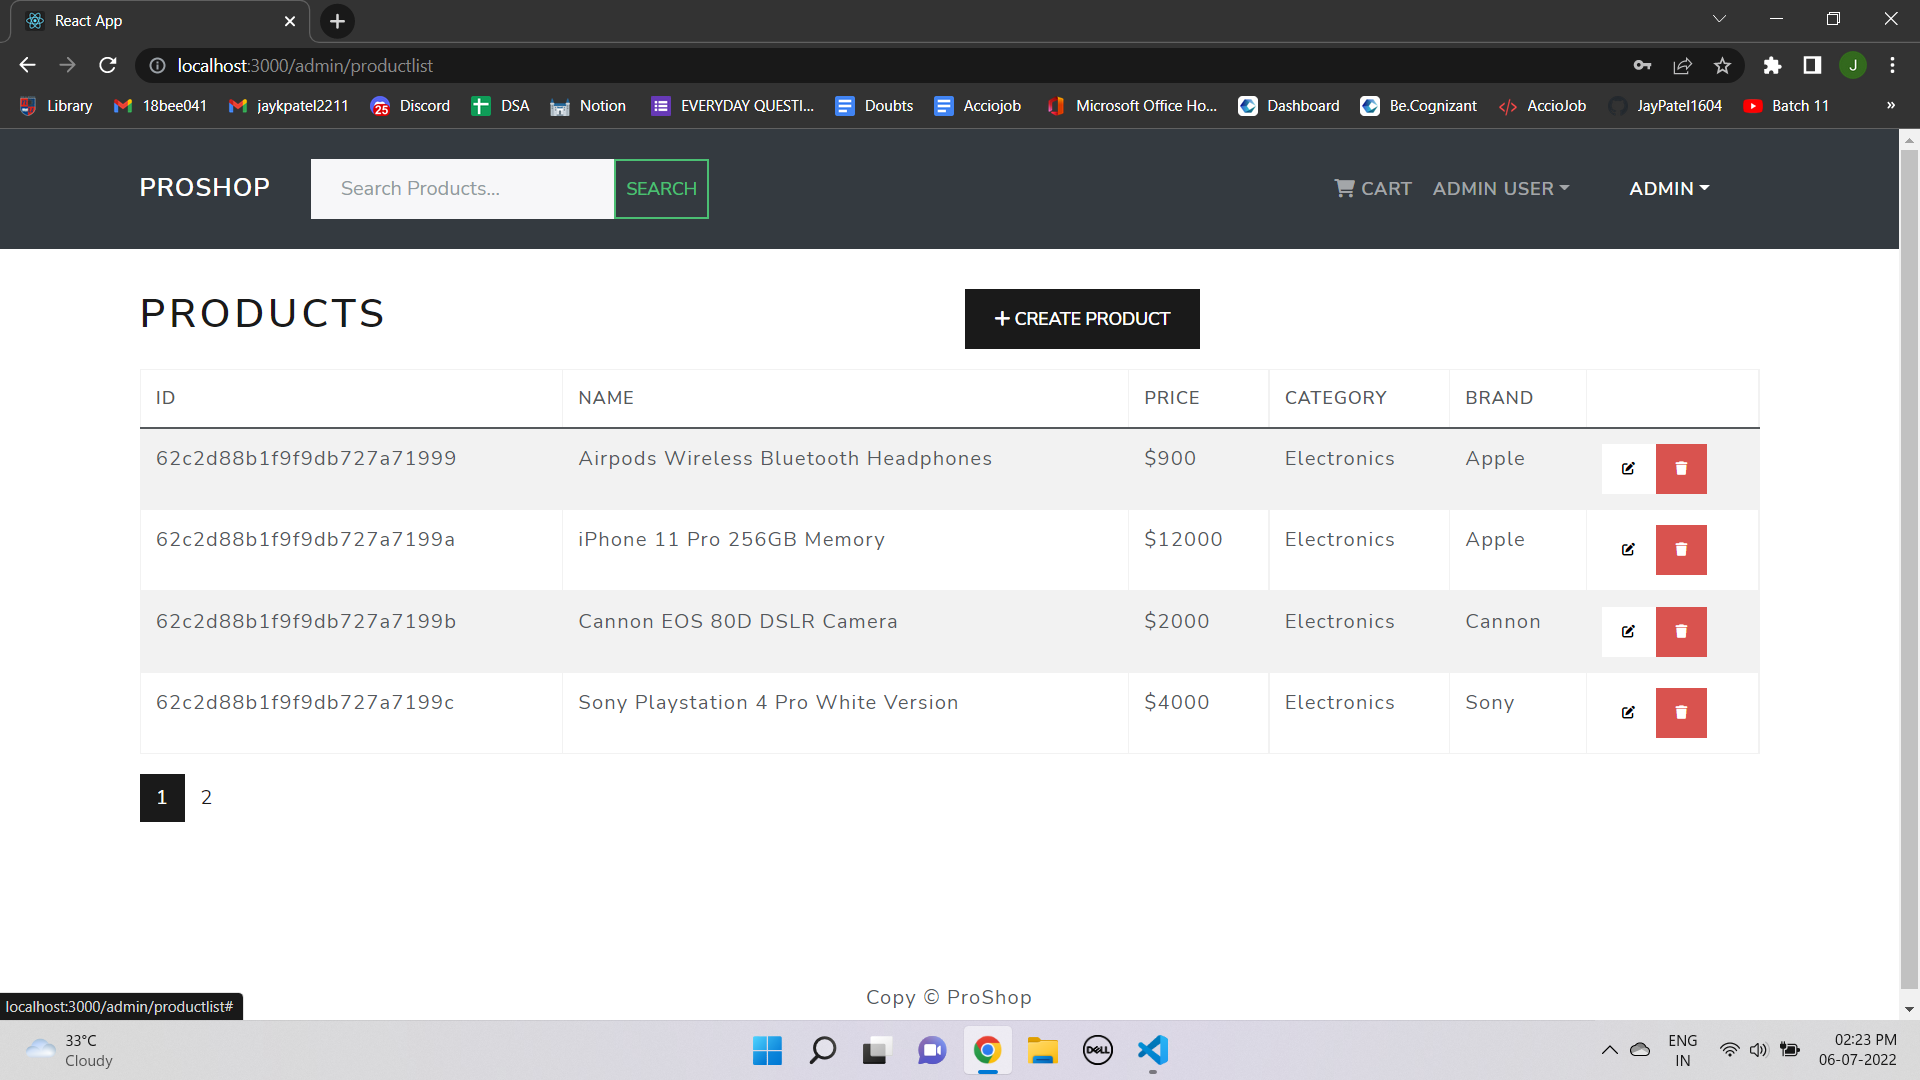 React App
localhost:3000/admin/productlist
J
Library 18bee041 jaykpatel2211 25 Discord DSA Notion EVERYDAY QUESTI... Doubts Acciojob Microsoft Office Ho... Dashboard Be.Cognizant AccioJob JayPatel1604 Batch 11 »
PROSHOP Search Products... SEARCH CART ADMIN USER ADMIN
PRODUCTS + CREATE PRODUCT
ID NAME PRICE CATEGORY BRAND
62c2d88b1f9f9db727a71999 Airpods Wireless Bluetooth Headphones $900 Electronics Apple
62c2d88b1f9f9db727a7199a iPhone 11 Pro 256GB Memory $12000 Electronics Apple
62c2d88b1f9f9db727a7199b Cannon EOS 80D DSLR Camera $2000 Electronics Cannon
62c2d88b1f9f9db727a7199c Sony Playstation 4 Pro White Version $4000 Electronics Sony
1 2
Copy © ProShop
localhost:3000/admin/productlist#
33°C
Cloudy
DELL
ENG
IN
02:23 PM
06-07-2022